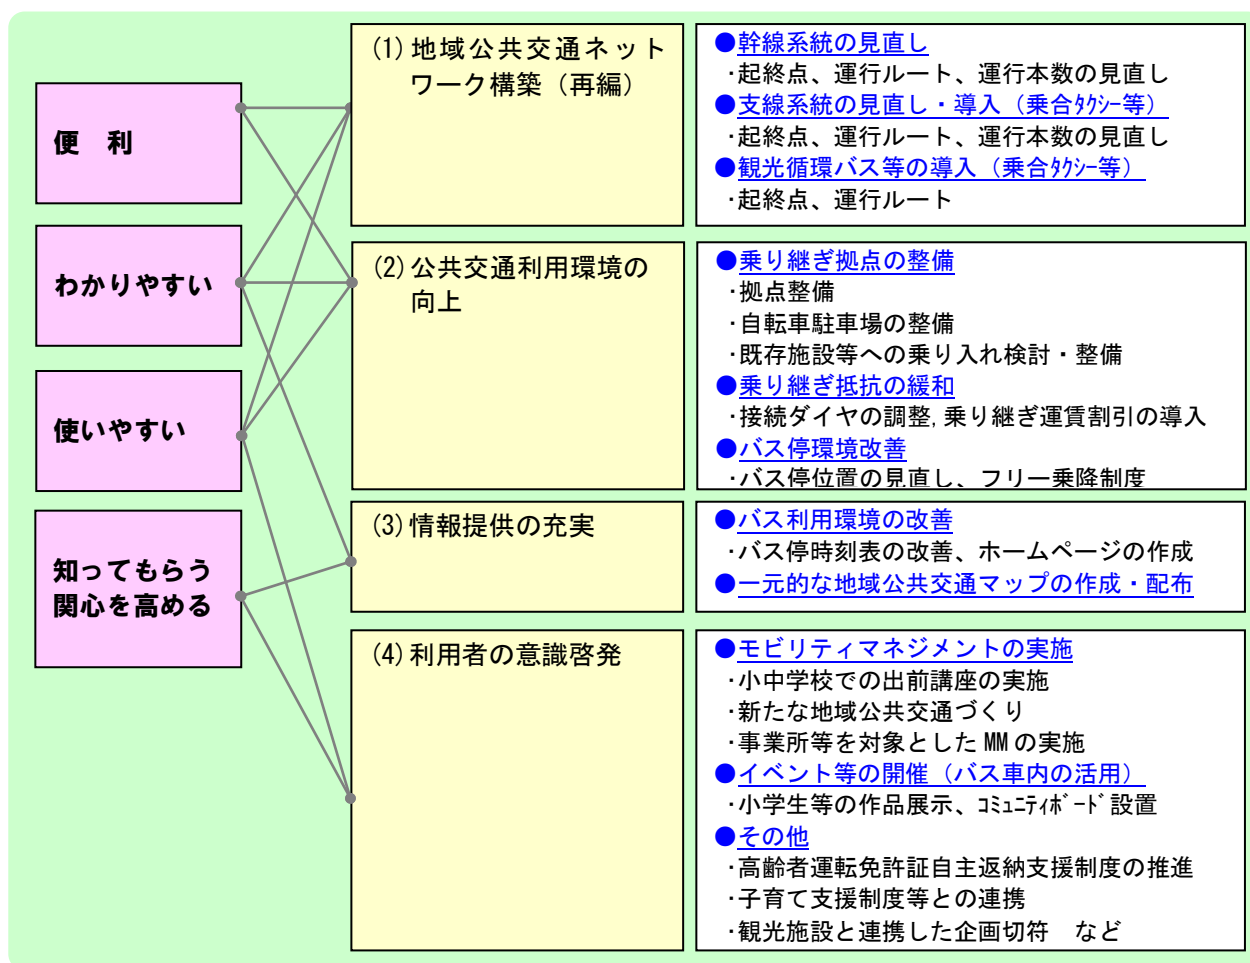 便　利
わかりやすい
使いやすい
知ってもらう
関心を高める
(1)地域公共交通ネット
ワーク構築（再編）
●幹線系統の見直し
・起終点、運行ルート、運行本数の見直し
●支線系統の見直し・導入（乗合ﾀｸｼｰ等）
・起終点、運行ルート、運行本数の見直し
●観光循環バス等の導入（乗合ﾀｸｼｰ等）
・起終点、運行ルート
(2)公共交通利用環境の
向上
●乗り継ぎ拠点の整備
・拠点整備
・自転車駐車場の整備
・既存施設等への乗り入れ検討・整備
●乗り継ぎ抵抗の緩和
・接続ダイヤの調整,乗り継ぎ運賃割引の導入
●バス停環境改善
・バス停位置の見直し、フリー乗降制度
(3)情報提供の充実
●バス利用環境の改善
・バス停時刻表の改善、ホームページの作成
●一元的な地域公共交通マップの作成・配布
(4)利用者の意識啓発
●モビリティマネジメントの実施
・小中学校での出前講座の実施
・新たな地域公共交通づくり
・事業所等を対象としたMMの実施
●イベント等の開催（バス車内の活用）
・小学生等の作品展示、ｺﾐｭﾆﾃｨﾎﾞｰﾄﾞ設置
●その他
・高齢者運転免許証自主返納支援制度の推進
・子育て支援制度等との連携
・観光施設と連携した企画切符　など